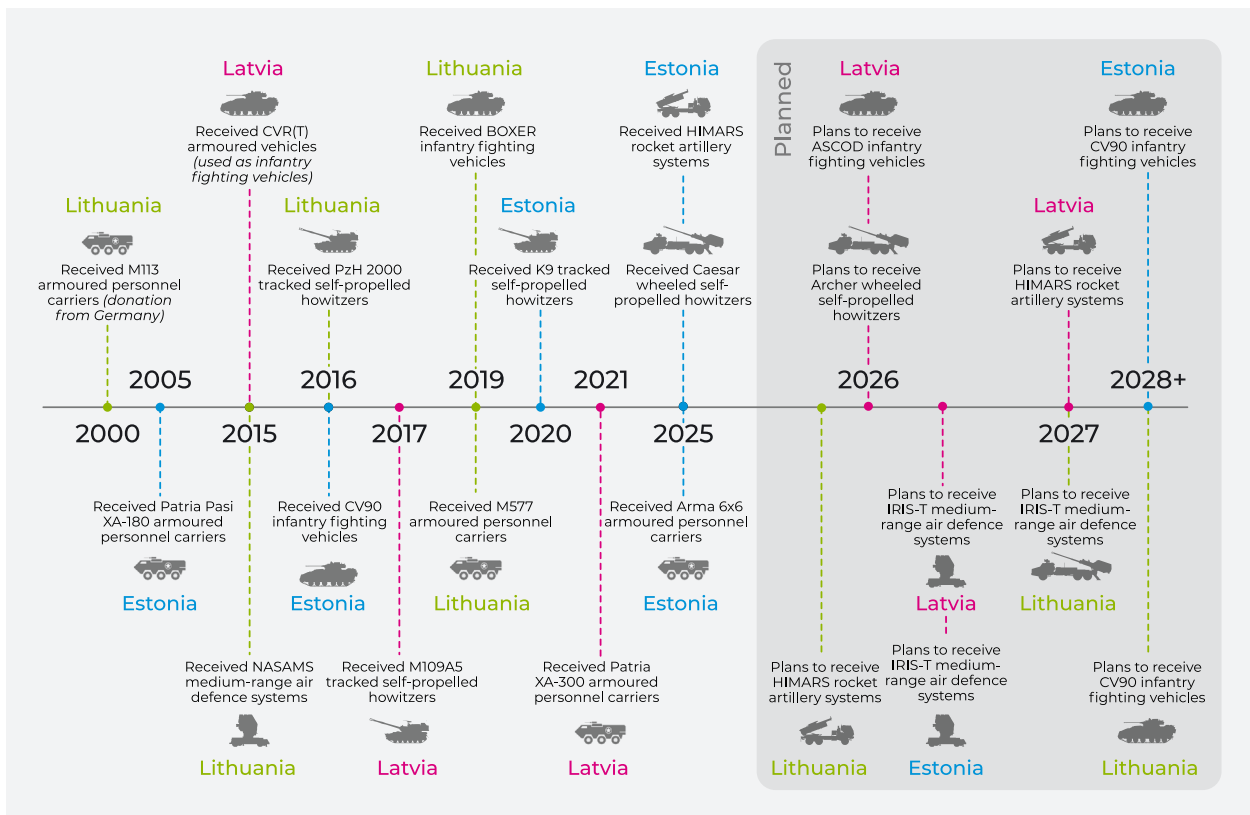 Latvia
Received CVR(T)
armoured vehicles
(used as infantry
fighting vehicles)
Lithuania
Received BOXER
infantry fighting
vehicles
Estonia
Received HIMARS
rocket artillery
systems
Planned
Latvia
Plans to receive
ASCOD infantry
fighting vehicles
Estonia
Plans to receive
CV90 infantry
fighting vehicles
Lithuania
Received M113
armoured personnel
carriers (donation
from Germany)
Lithuania
Received PzH 2000
tracked self-propelled
howitzers
Estonia
Received K9 tracked
self-propelled
howitzers
Received Caesar
wheeled self-
propelled howitzers
Plans to receive
Archer wheeled
self-propelled
howitzers
Latvia
Plans to receive
HIMARS rocket
artillery systems
2005
2016
2019
2021
2026
2028+
2000
2015
2017
2020
2025
2027
Received Patria Pasi
XA-180 armoured
personnel carriers
Estonia
Received CV90
infantry fighting
vehicles
Estonia
Received M577
armoured personnel
carriers
Lithuania
Received Arma 6x6
armoured personnel
carriers
Estonia
Plans to receive
IRIS-T medium-
range air defence
systems
Latvia
Plans to receive
IRIS-T medium-
range air defence
systems
Lithuania
Received NASAMS
medium-range air
defence systems
Lithuania
Received M109A5
tracked self-propelled
howitzers
Latvia
Received Patria
XA-300 armoured
personnel carriers
Latvia
Plans to receive
HIMARS rocket
artillery systems
Lithuania
Plans to receive
IRIS-T medium-
range air defence
systems
Estonia
Plans to receive
CV90 infantry
fighting vehicles
Lithuania